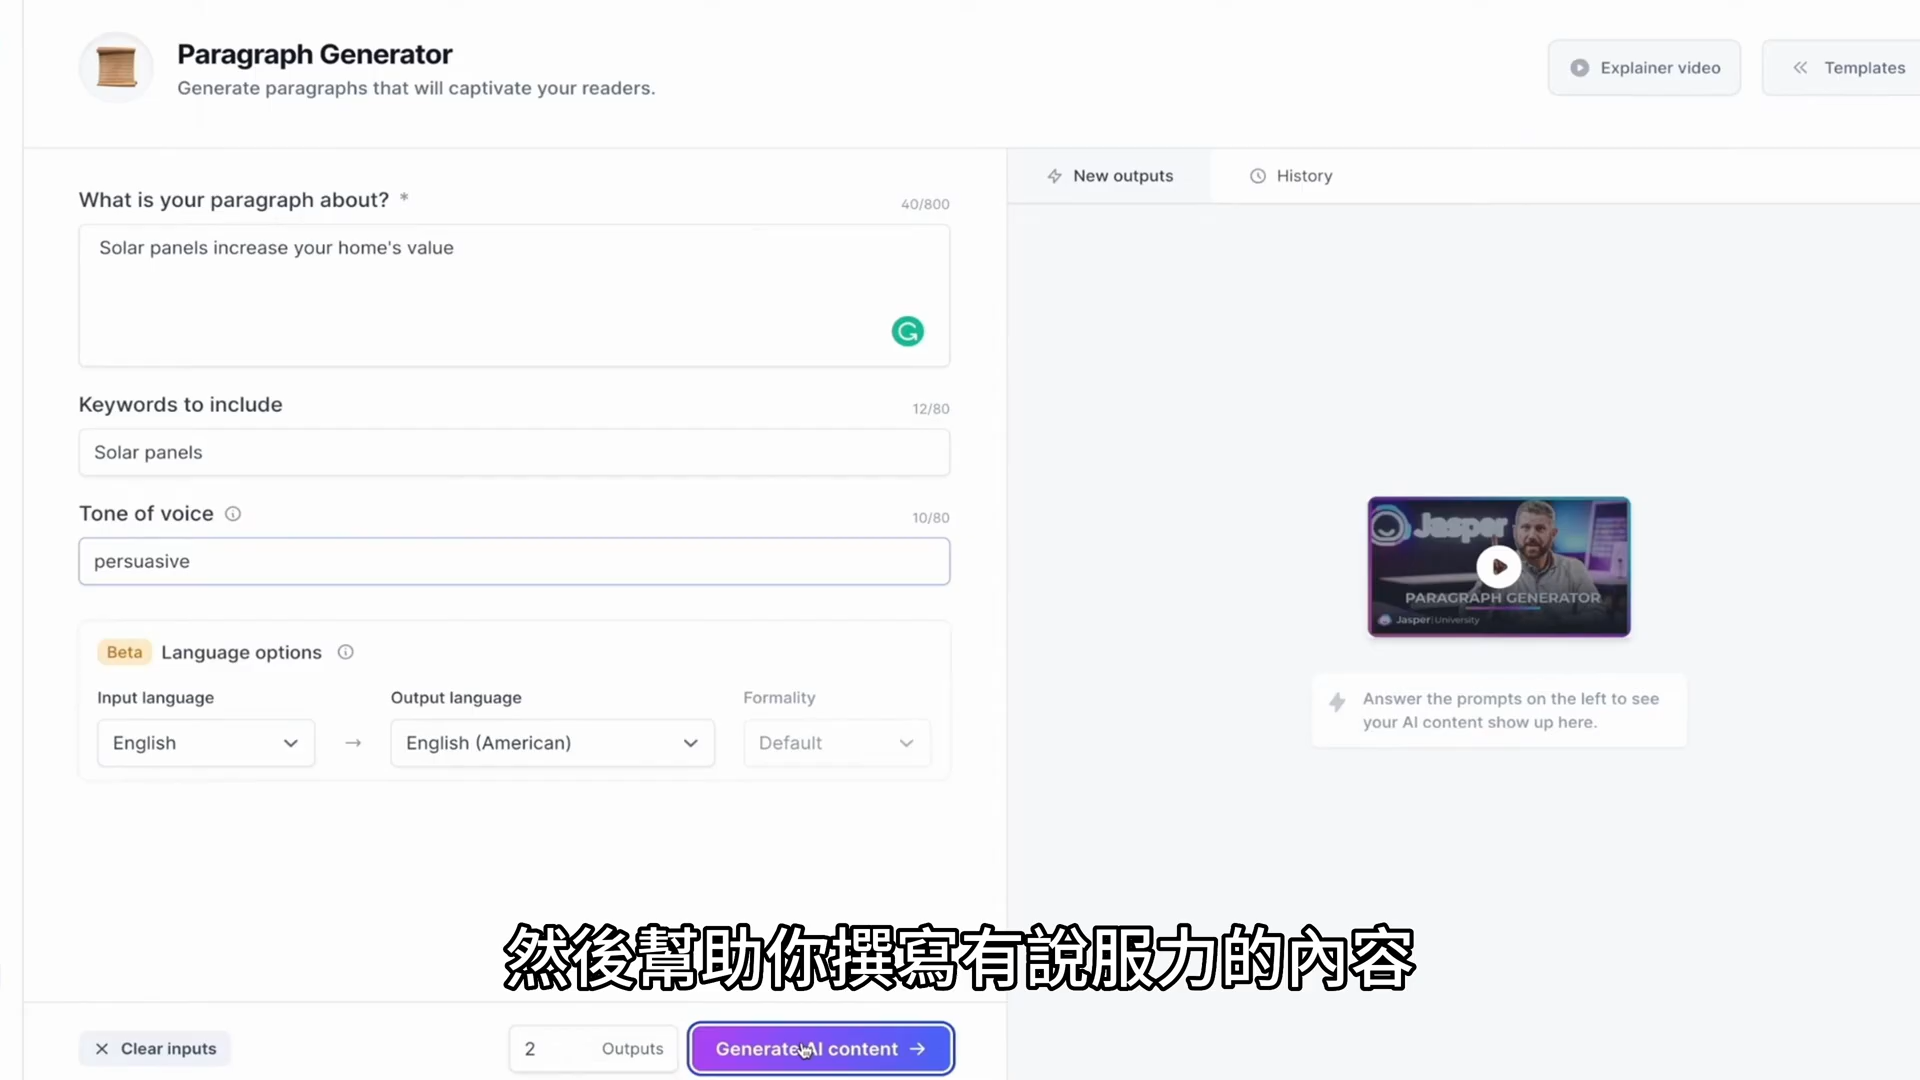 Paragraph Generator
Generate paragraphs that will captivate your readers.
Explainer video
Templates
What is your paragraph about? *
40/800
Solar panels increase your home's value
Keywords to include
12/80
Solar panels
Tone of voice
10/80
persuasive
Beta Language options
Input language
Output language
Formality
English
English (American)
Default
New outputs
History
Jasper
PARAGRAPH GENERATOR
Jasper|University
Answer the prompts on the left to see
your AI content show up here.
然後幫助你撰寫有說服力的內容
Clear inputs
2 Outputs
Generate AI content